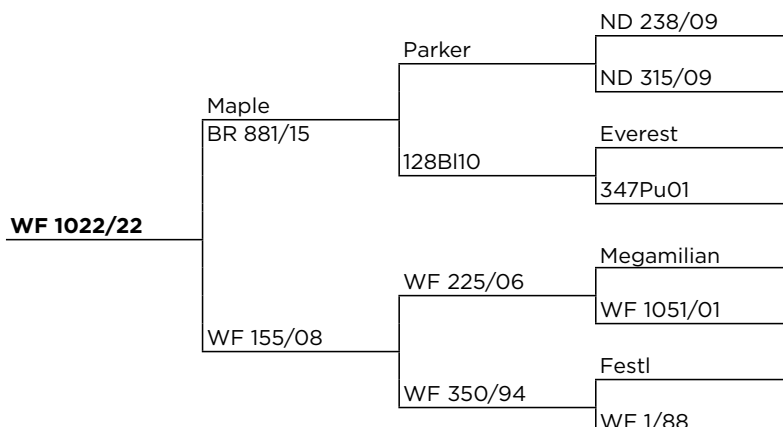 ND 238/09
Parker
ND 315/09
Maple
BR 881/15
Everest
128Bl10
347Pu01
WF 1022/22
Megamilian
WF 225/06
WF 1051/01
WF 155/08
Festl
WF 350/94
WF 1/88